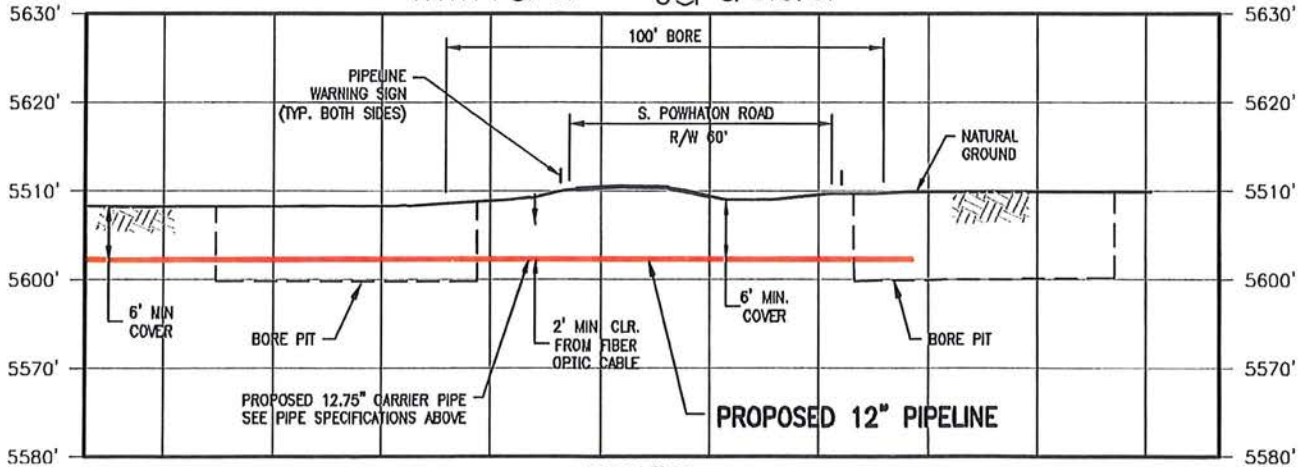 5630'
5630'
100' BORE
PIPELINE
WARNING SIGN
(TYP. BOTH SIDES)
5620'
5620'
S. POWHATON ROAD
R/W 60'
NATURAL
GROUND
5510'
5510'
5600'
5600'
6' MIN
COVER
BORE PIT
2' MIN. CLR.
FROM FIBER
OPTIC CABLE
6' MIN.
COVER
BORE PIT
5570'
5570'
PROPOSED 12.75" CARRIER PIPE
SEE PIPE SPECIFICATIONS ABOVE
PROPOSED 12" PIPELINE
5580'
5580'